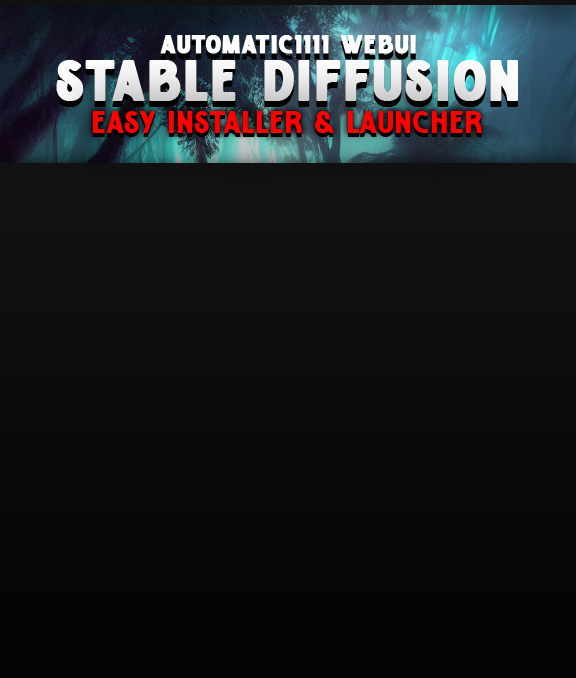 AUTOMATIC1111 WEBUI
STABLE DIFFUSION
EASY INSTALLER & LAUNCHER